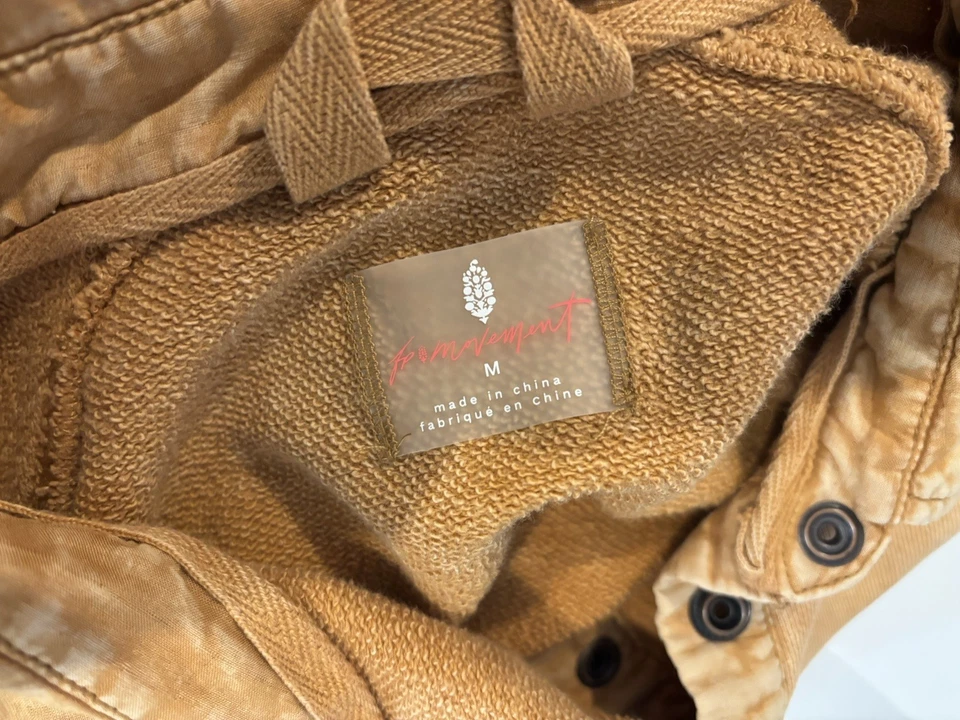 fp movement
M
made in china
fabriqué en Chine